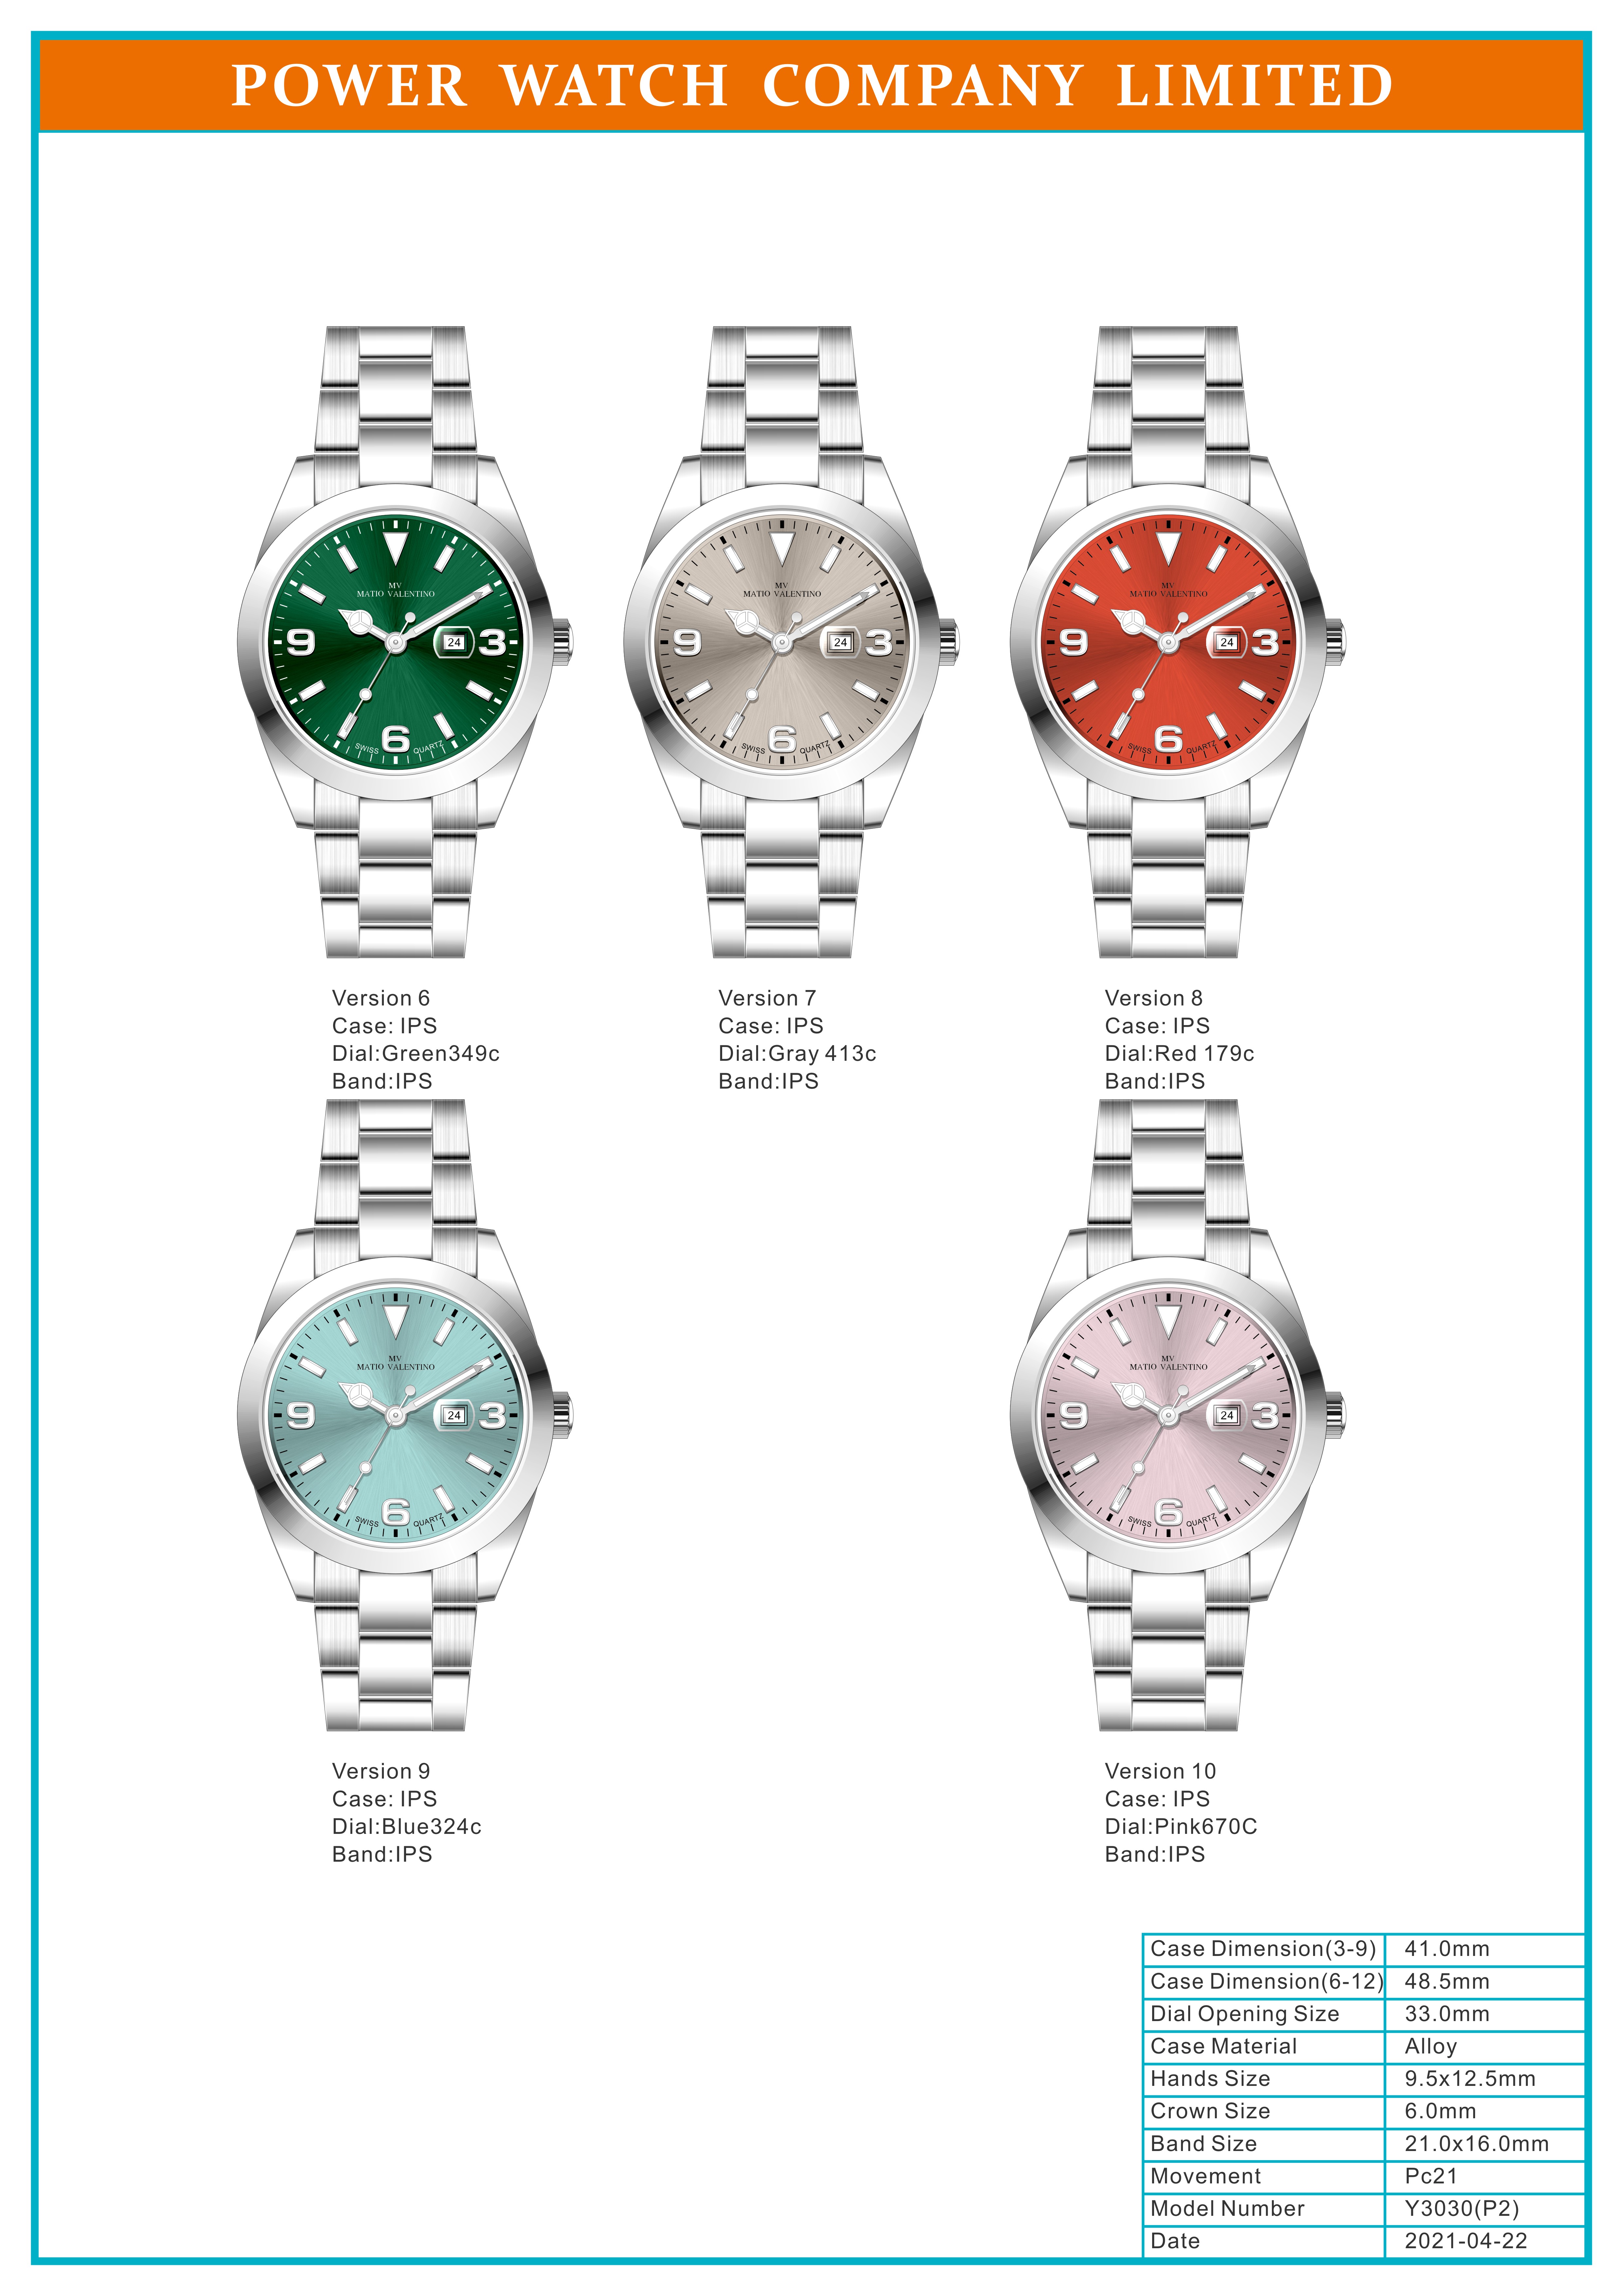 POWER WATCH COMPANY LIMITED
MV
MATIO VALENTINO
9
24
3
6
SWISS QUARTZ
MV
MATIO VALENTINO
9
24
3
6
SWISS QUARTZ
MV
MATIO VALENTINO
9
24
3
6
SWISS QUARTZ
Version 6
Case: IPS
Dial:Green349c
Band:IPS
Version 7
Case: IPS
Dial:Gray 413c
Band:IPS
Version 8
Case: IPS
Dial:Red 179c
Band:IPS
MV
MATIO VALENTINO
9
24
3
6
SWISS QUARTZ
MV
MATIO VALENTINO
9
24
3
6
SWISS QUARTZ
Version 9
Case: IPS
Dial:Blue324c
Band:IPS
Version 10
Case: IPS
Dial:Pink670C
Band:IPS
Case Dimension(3-9) 41.0mm
Case Dimension(6-12) 48.5mm
Dial Opening Size 33.0mm
Case Material Alloy
Hands Size 9.5x12.5mm
Crown Size 6.0mm
Band Size 21.0x16.0mm
Movement Pc21
Model Number Y3030(P2)
Date 2021-04-22